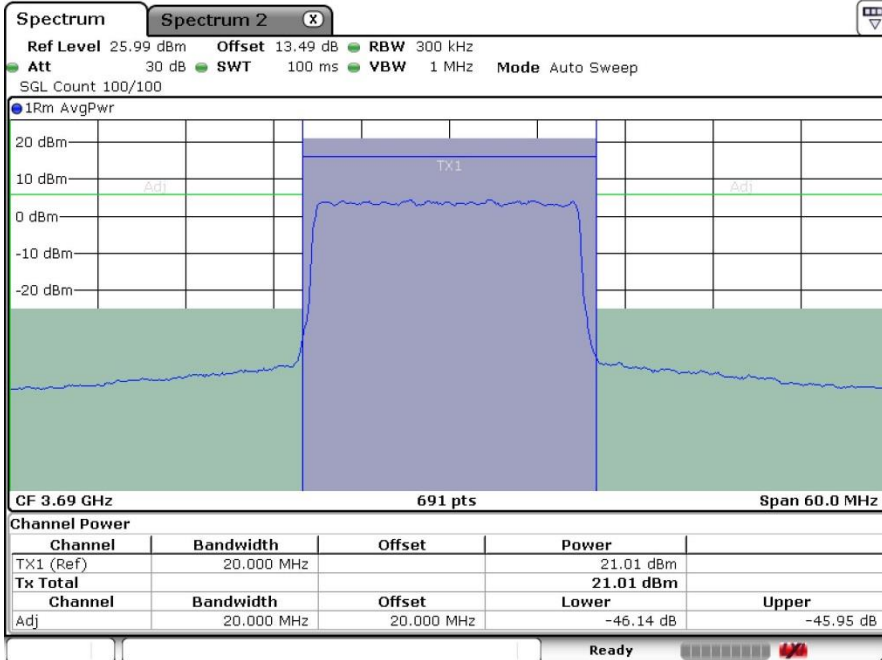 Spectrum Spectrum 2 X
Ref Level 25.99 dBm Offset 13.49 dB RBW 300 kHz
Att 30 dB SWT 100 ms VBW 1 MHz Mode Auto Sweep
SGL Count 100/100
1Rm AvgPwr
20 dBm
TX1
10 dBm
Adj Adj
0 dBm
-10 dBm
-20 dBm
CF 3.69 GHz 691 pts Span 60.0 MHz
Channel Power
Channel Bandwidth Offset Power
TX1 (Ref) 20.000 MHz 21.01 dBm
Tx Total 21.01 dBm
Channel Bandwidth Offset Lower Upper
Adj 20.000 MHz 20.000 MHz -46.14 dB -45.95 dB
Ready